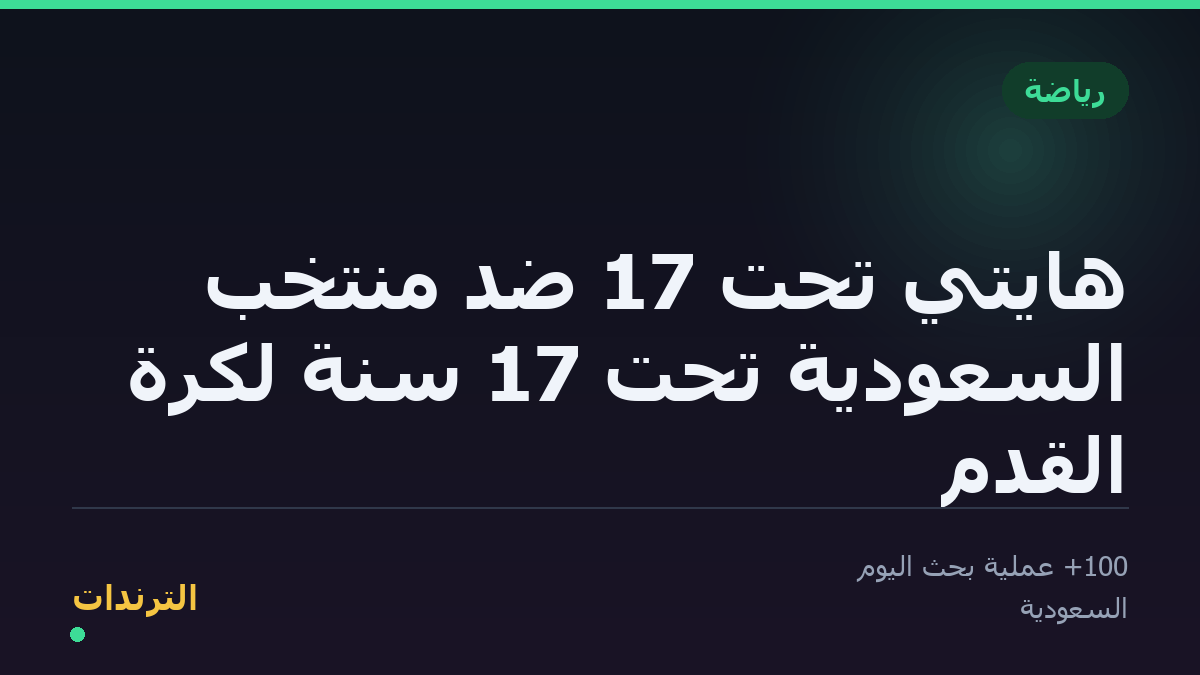 رياضة
هايتي تحت 17 ضد منتخب
السعودية تحت 17 سنة لكرة
القدم
100+ عملية بحث اليوم
السعودية
الترندات